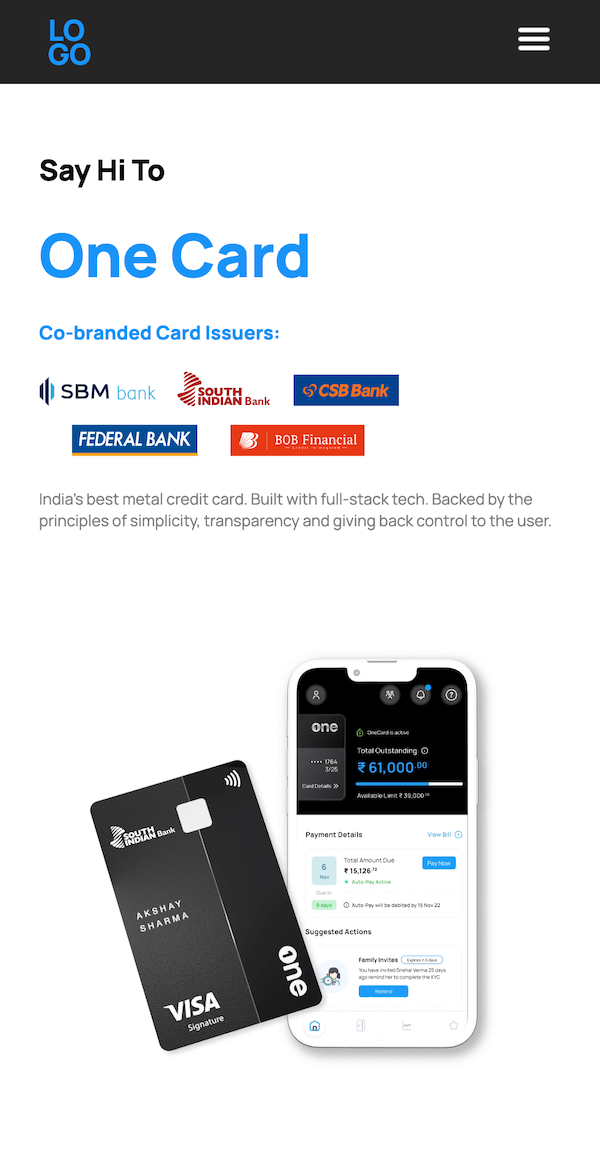 LO
GO
Say Hi To
One Card
Co-branded Card Issuers:
SBM bank
SOUTH
INDIAN Bank
CSB Bank
FEDERAL BANK
BOB Financial
Credit reimagined
India's best metal credit card. Built with full-stack tech. Backed by the
principles of simplicity, transparency and giving back control to the user.
one
OneCard is active
Total Outstanding
₹ 61,000.00
•••• 1764
3/25
Card Details
Available Limit ₹ 39,000.00
Payment Details
View Bill
6
Nov
Total Amount Due
₹ 15,126.72
Auto-Pay Active
Pay Now
Due in
9 days
Auto-Pay will be debited by 15 Nov 22
Suggested Actions
Family Invites
Expires in 5 days
You have invited Snehal Verma 25 days
ago remind her to complete the KYC
Remind
SOUTH
INDIAN Bank
AKSHAY
SHARMA
one
VISA
Signature